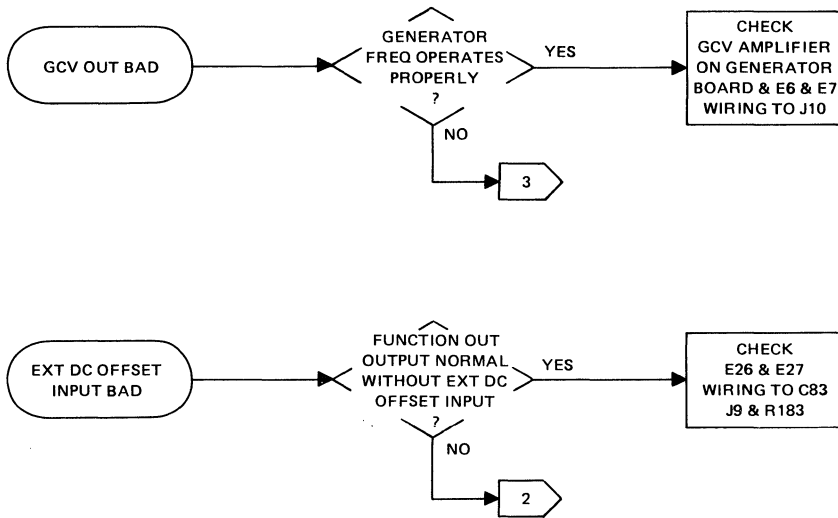 GCV OUT BAD
GENERATOR
FREQ OPERATES
PROPERLY
?
YES
NO
3
CHECK
GCV AMPLIFIER
ON GENERATOR
BOARD & E6 & E7
WIRING TO J10
EXT DC OFFSET
INPUT BAD
FUNCTION OUT
OUTPUT NORMAL
WITHOUT EXT DC
OFFSET INPUT
?
YES
NO
2
CHECK
E26 & E27
WIRING TO C83
J9 & R183